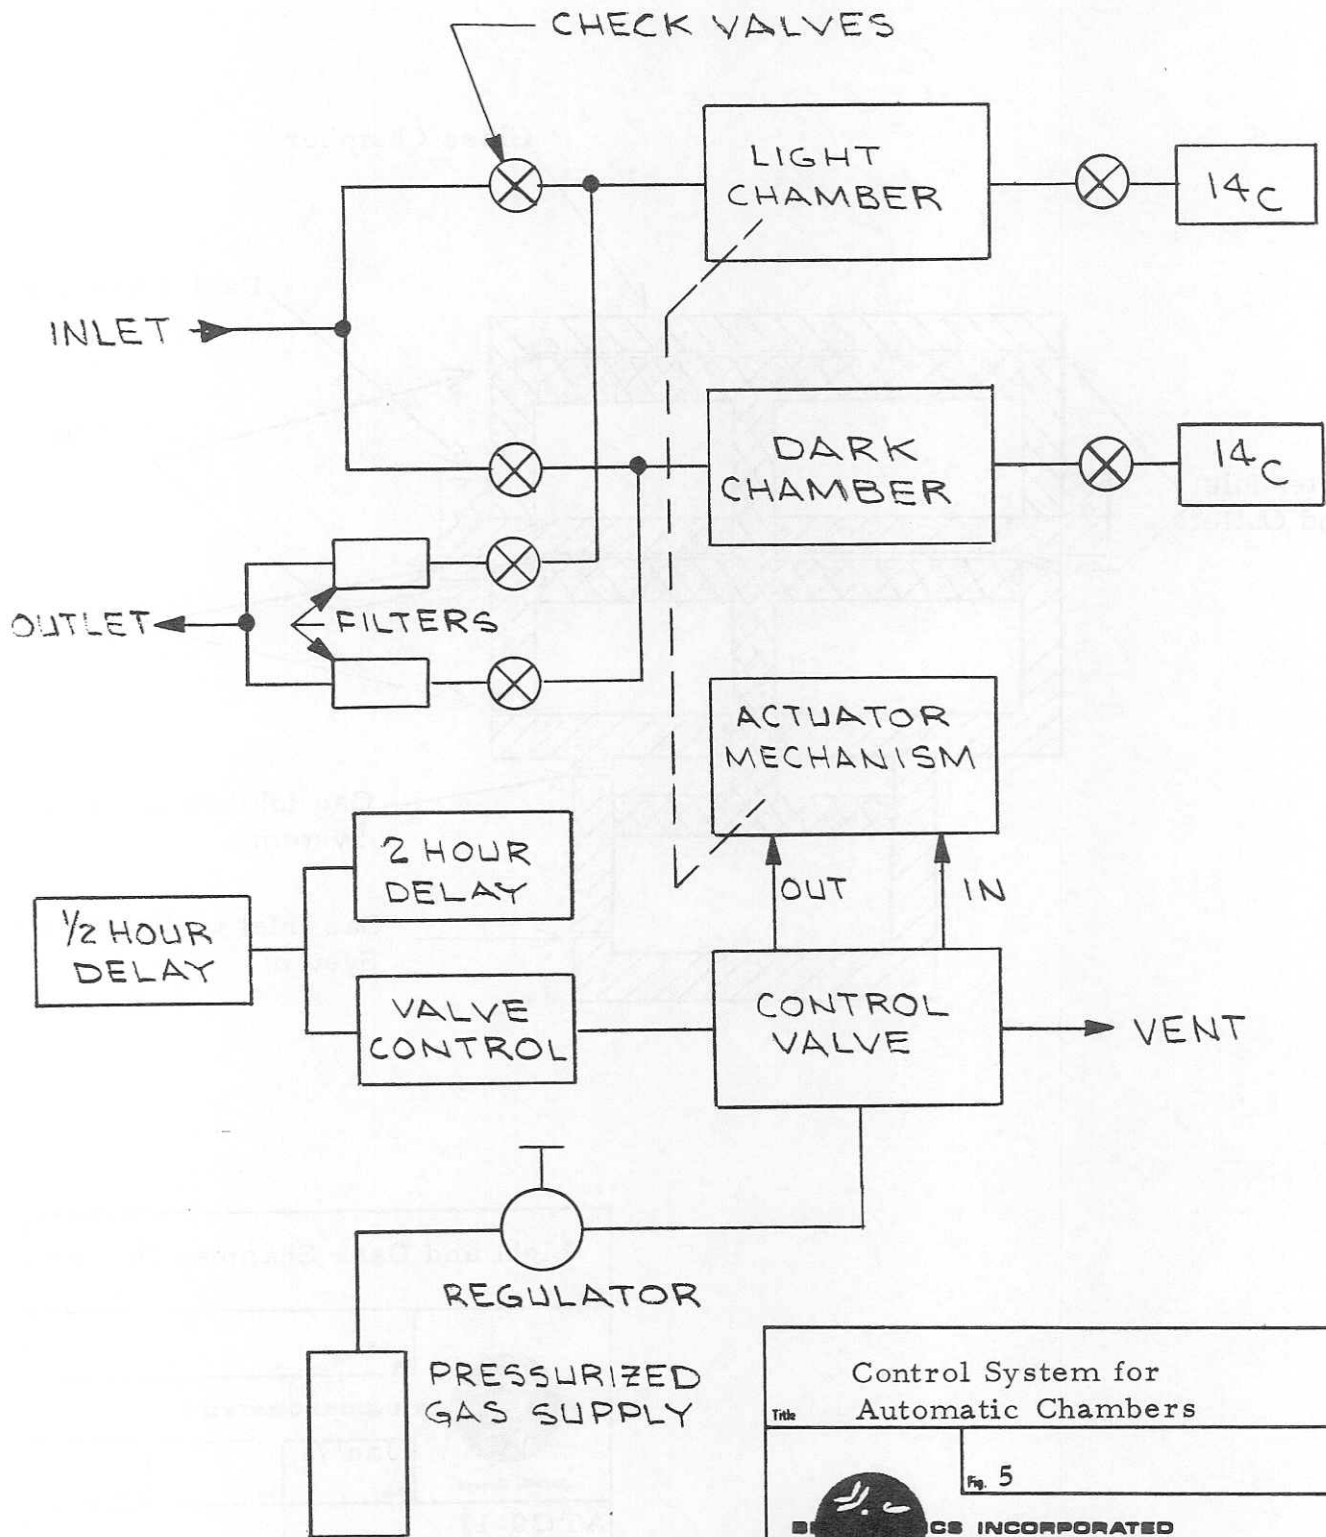 CHECK VALVES
LIGHT
CHAMBER
14C
INLET
DARK
CHAMBER
14C
OUTLET
FILTERS
ACTUATOR
MECHANISM
2 HOUR
DELAY
OUT
IN
1/2 HOUR
DELAY
VALVE
CONTROL
CONTROL
VALVE
VENT
REGULATOR
PRESSURIZED
GAS SUPPLY
Title
Control System for
Automatic Chambers
Fig. 5
INCORPORATED